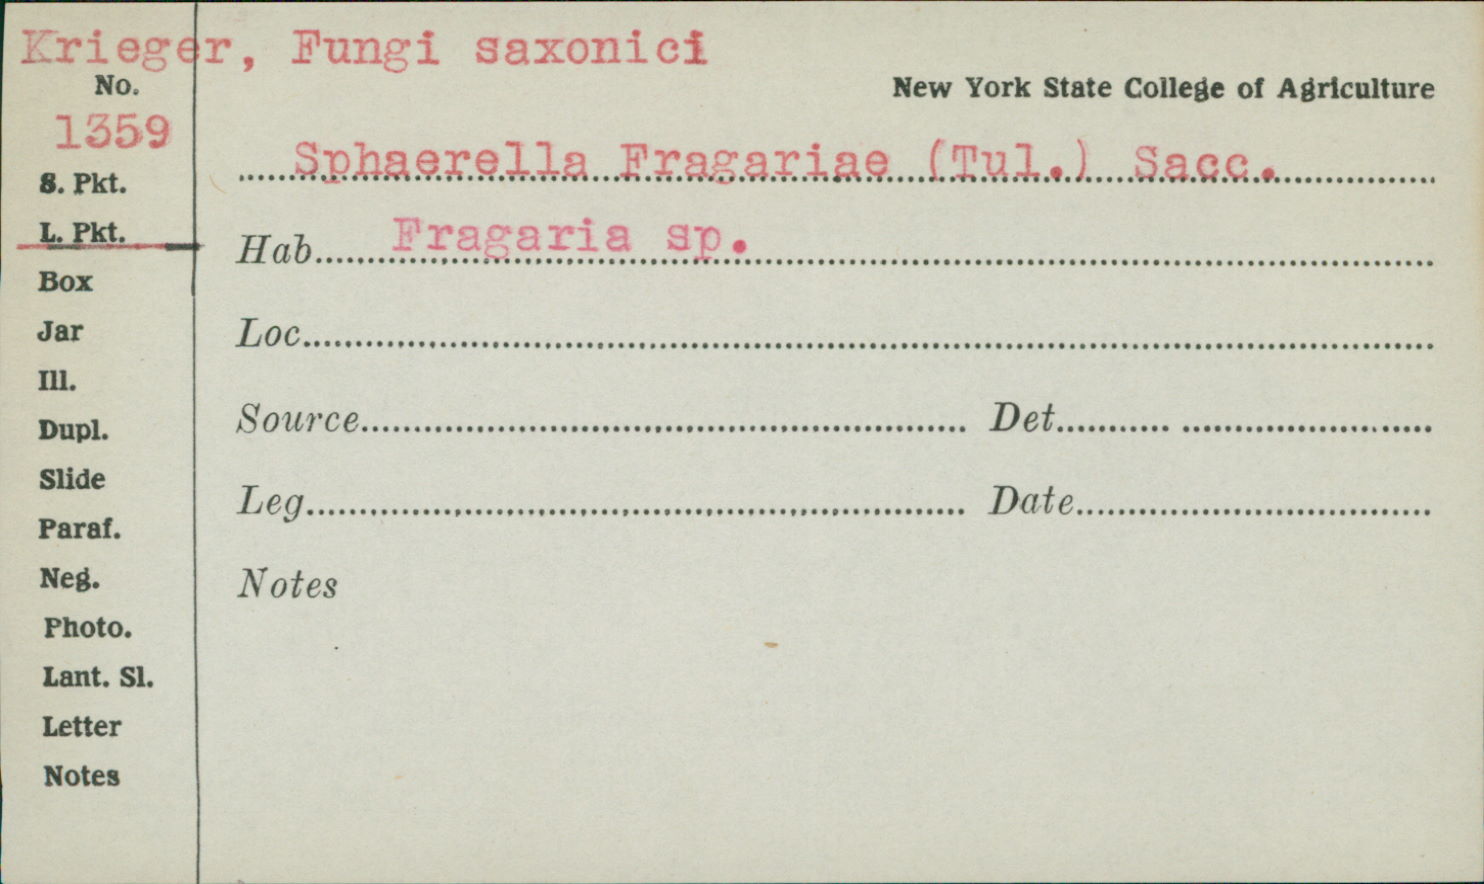 Krieger, Fungi saxonici
No.
New York State College of Agriculture
1359
Sphaerella Fragariae (Tul.) Sacc.
S. Pkt.
L. Pkt.
Hab. Fragaria sp.
Box
Jar
Loc.
Ill.
Dupl.
Source Det.
Slide
Leg. Date
Paraf.
Neg.
Notes
Photo.
Lant. Sl.
Letter
Notes